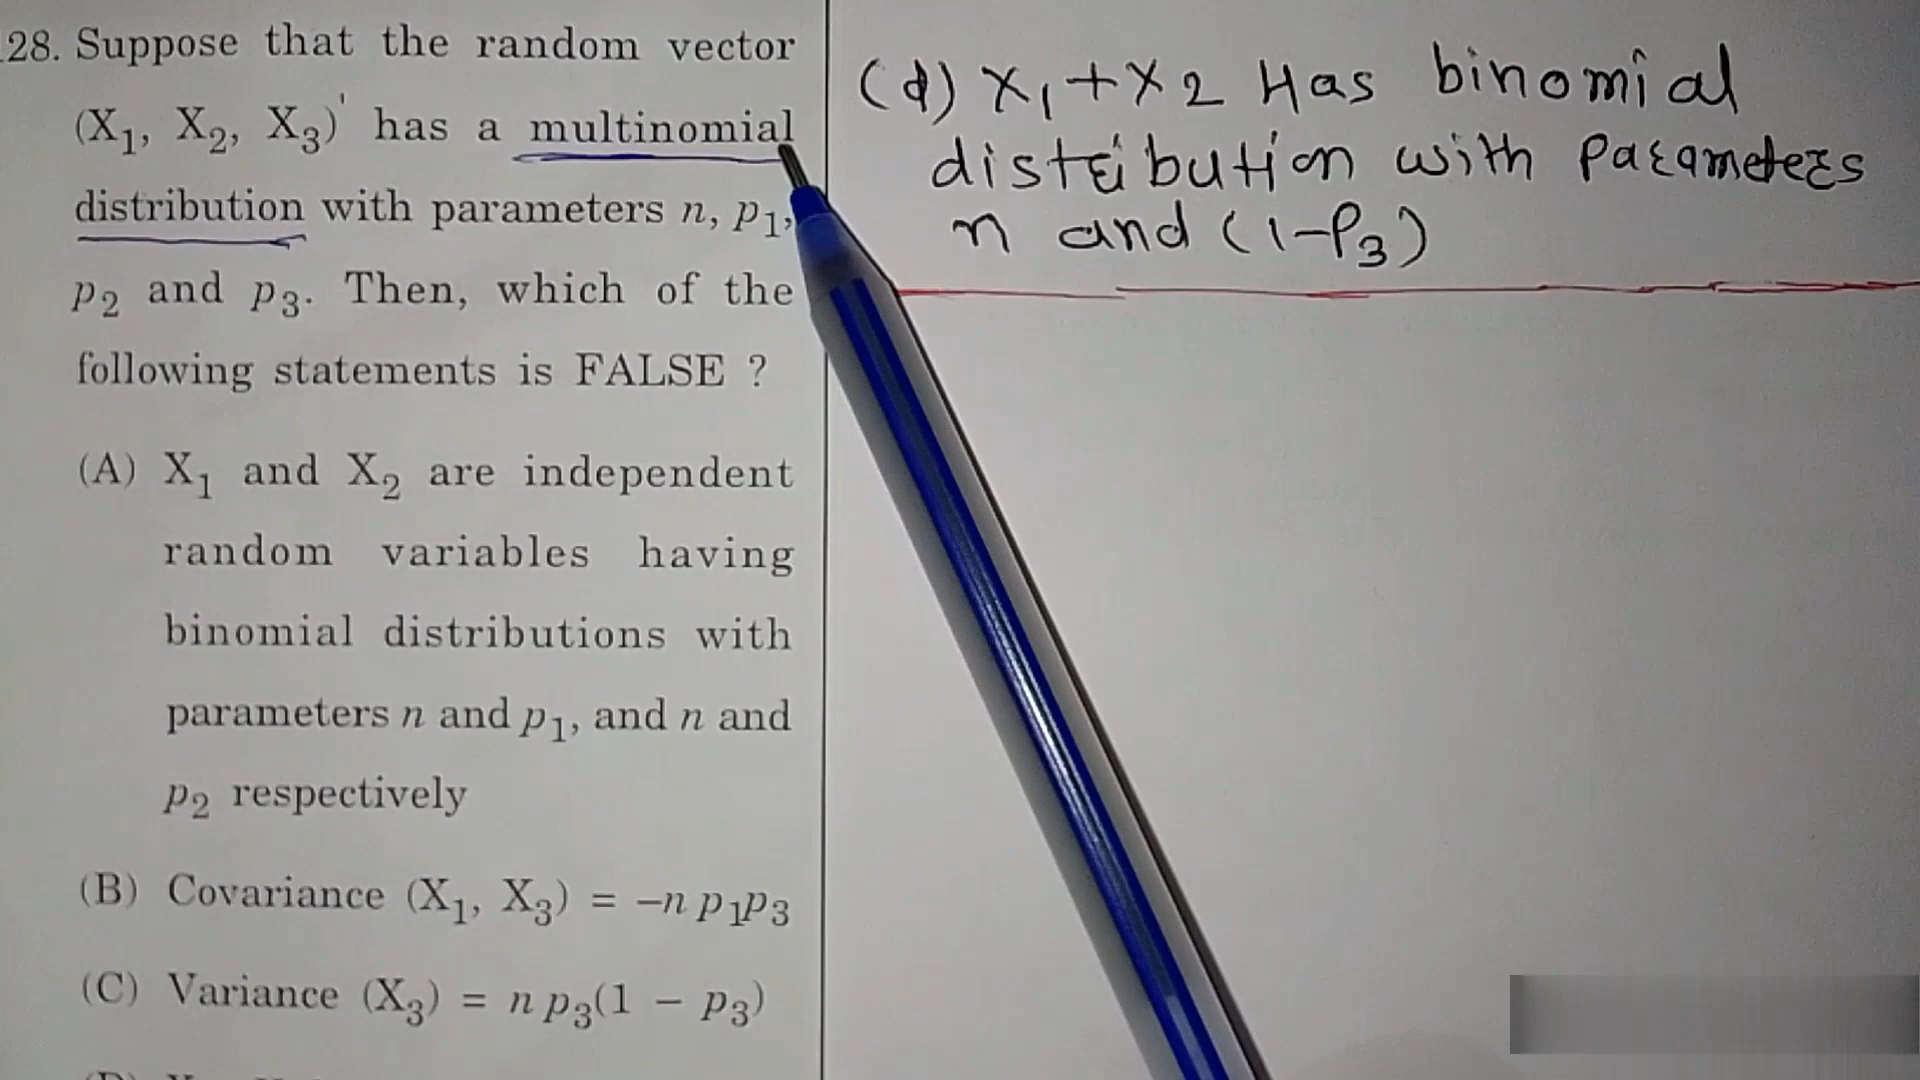 28. Suppose that the random vector
(X₁, X₂, X₃)' has a multinomial
distribution with parameters n, p₁,
p₂ and p₃. Then, which of the
following statements is FALSE ?
(A) X₁ and X₂ are independent
random variables having
binomial distributions with
parameters n and p₁, and n and
p₂ respectively
(B) Covariance (X₁, X₃) = –n p₁p₃
(C) Variance (X₃) = n p₃(1 – p₃)
(d) X₁+X₂ Has binomial
distribution with Parameters
n and (1-P₃)